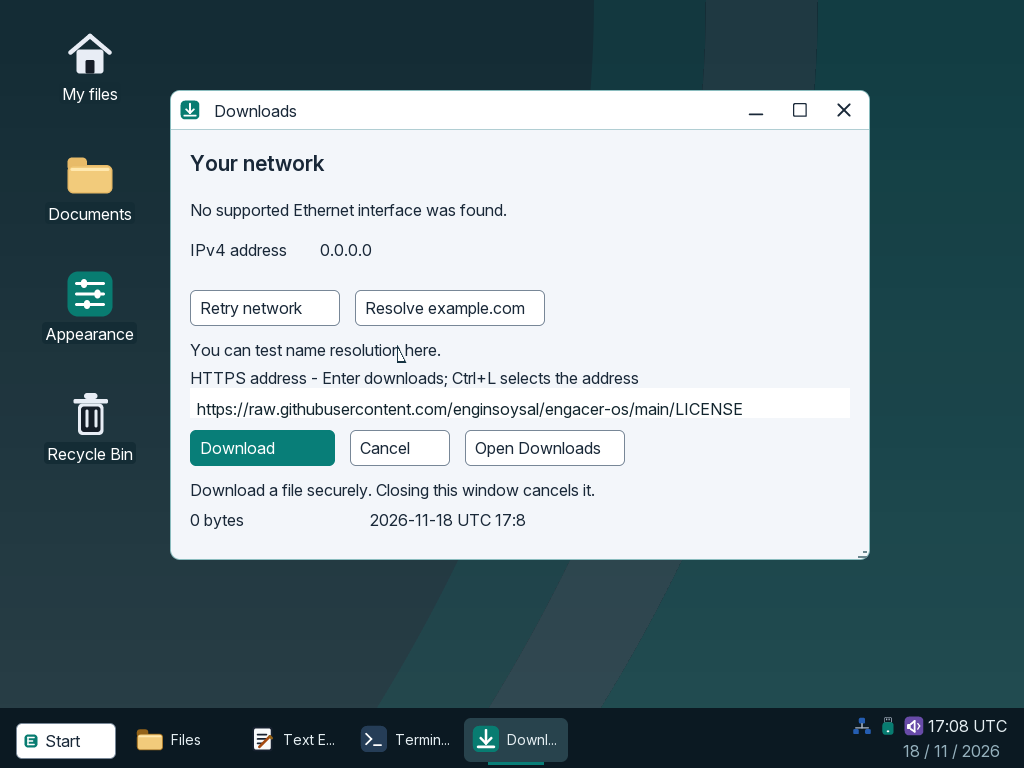 My files
Documents
Appearance
Recycle Bin
Downloads
Your network
No supported Ethernet interface was found.
IPv4 address 0.0.0.0
Retry network Resolve example.com
You can test name resolution here.
HTTPS address - Enter downloads; Ctrl+L selects the address
https://raw.githubusercontent.com/enginsoysal/engacer-os/main/LICENSE
Download Cancel Open Downloads
Download a file securely. Closing this window cancels it.
0 bytes 2026-11-18 UTC 17:8
E Start Files Text E... Termin... Downl... 17:08 UTC
18 / 11 / 2026